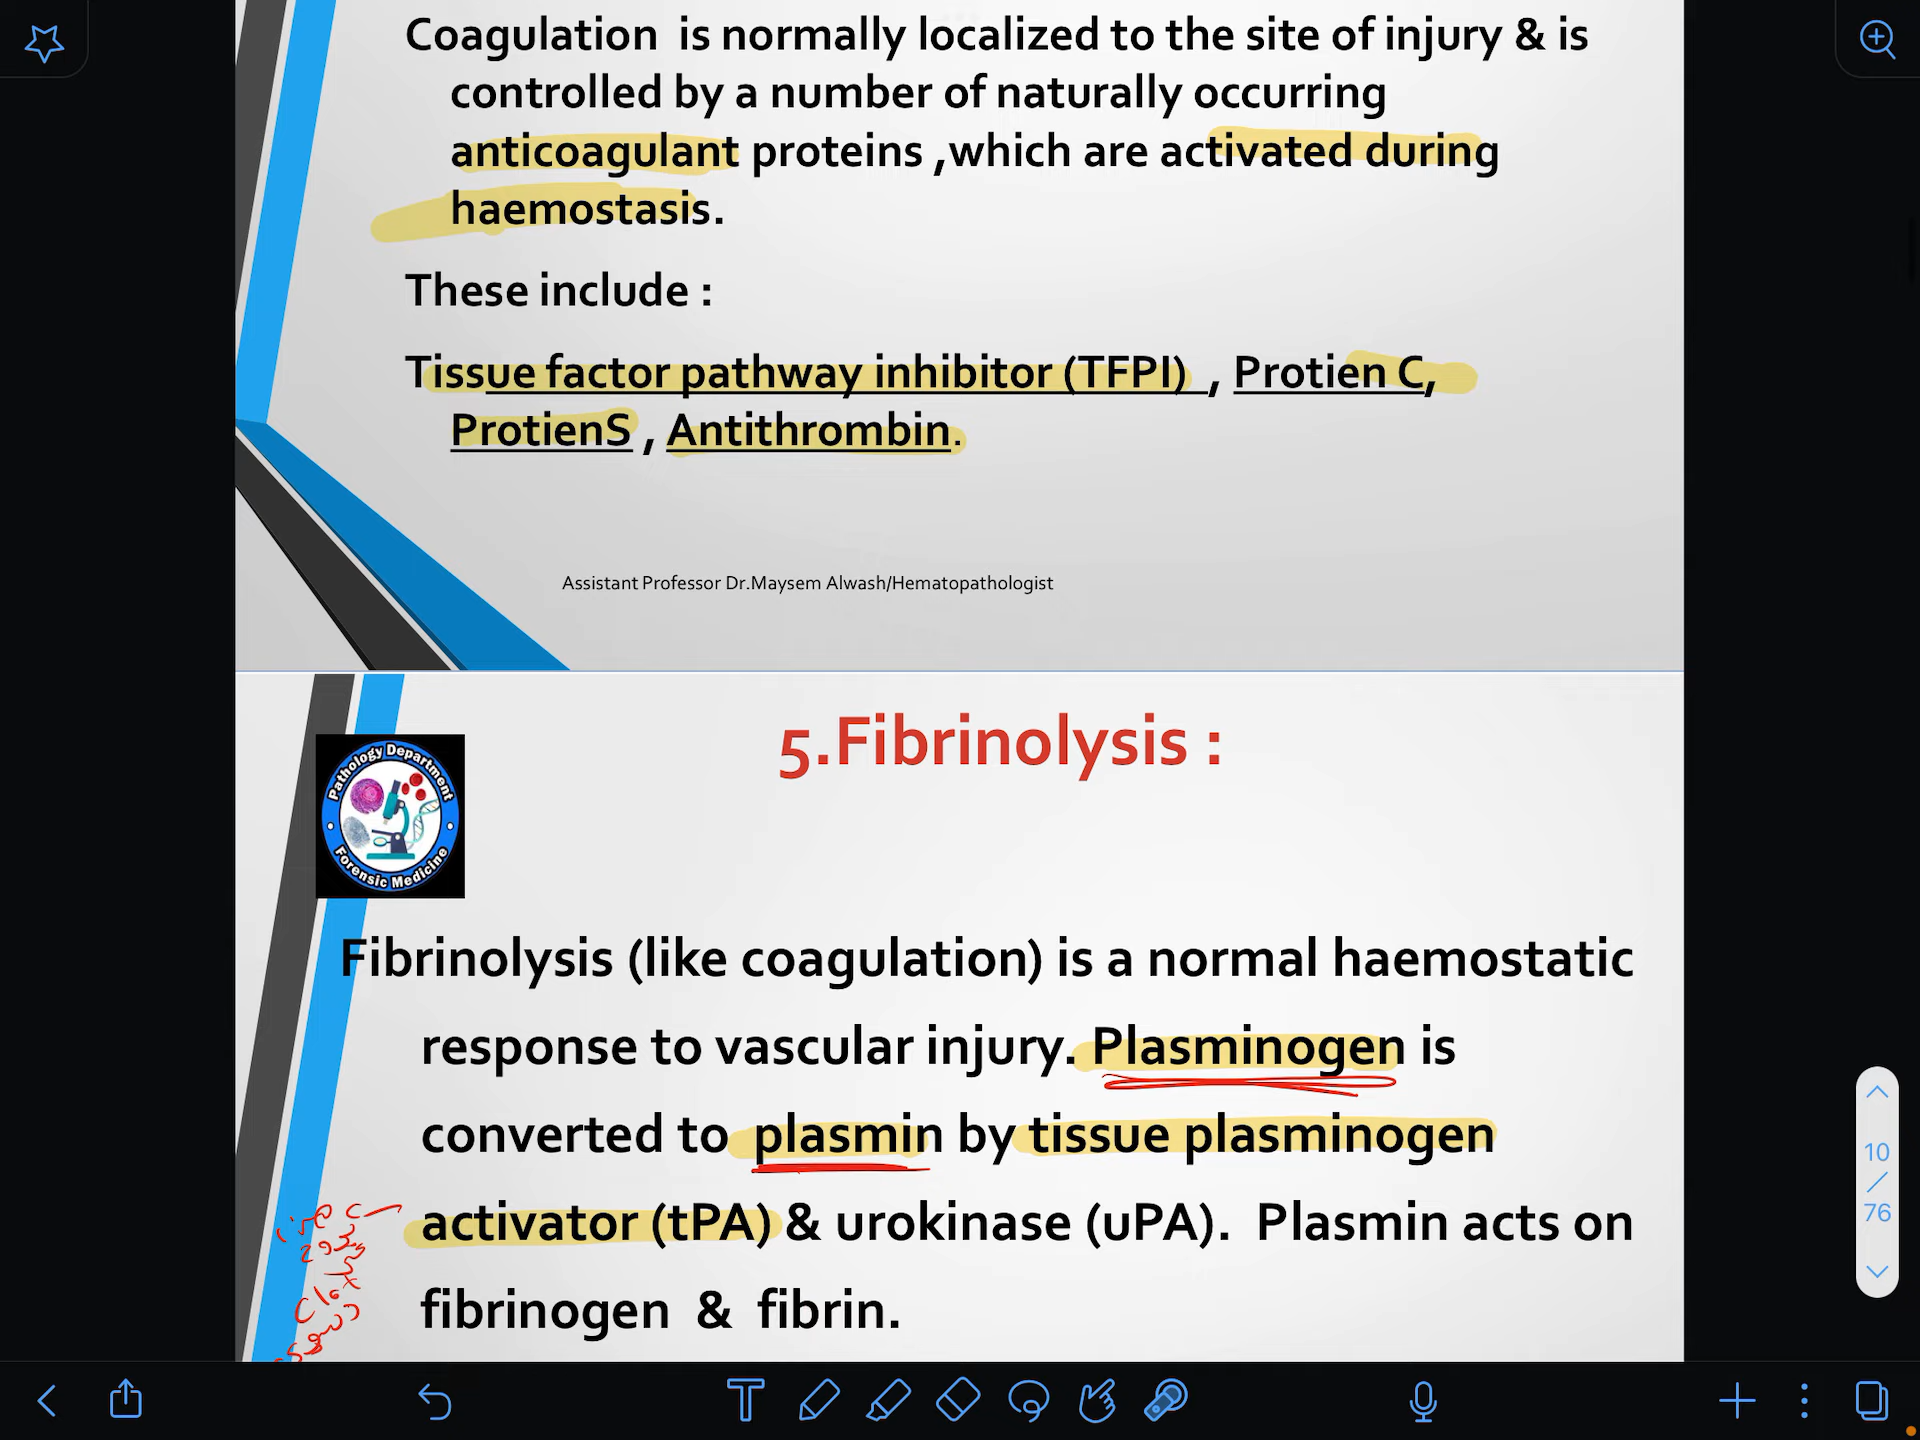 Coagulation is normally localized to the site of injury & is
controlled by a number of naturally occurring
anticoagulant proteins ,which are activated during
haemostasis.
These include :
Tissue factor pathway inhibitor (TFPI) , Protien C,
ProtienS , Antithrombin.
Assistant Professor Dr.Maysem Alwash/Hematopathologist
5.Fibrinolysis :
Pathology Department
Forensic Medicine
Fibrinolysis (like coagulation) is a normal haemostatic
response to vascular injury. Plasminogen is
converted to plasmin by tissue plasminogen
activator (tPA) & urokinase (uPA). Plasmin acts on
fibrinogen & fibrin.
10
/
76